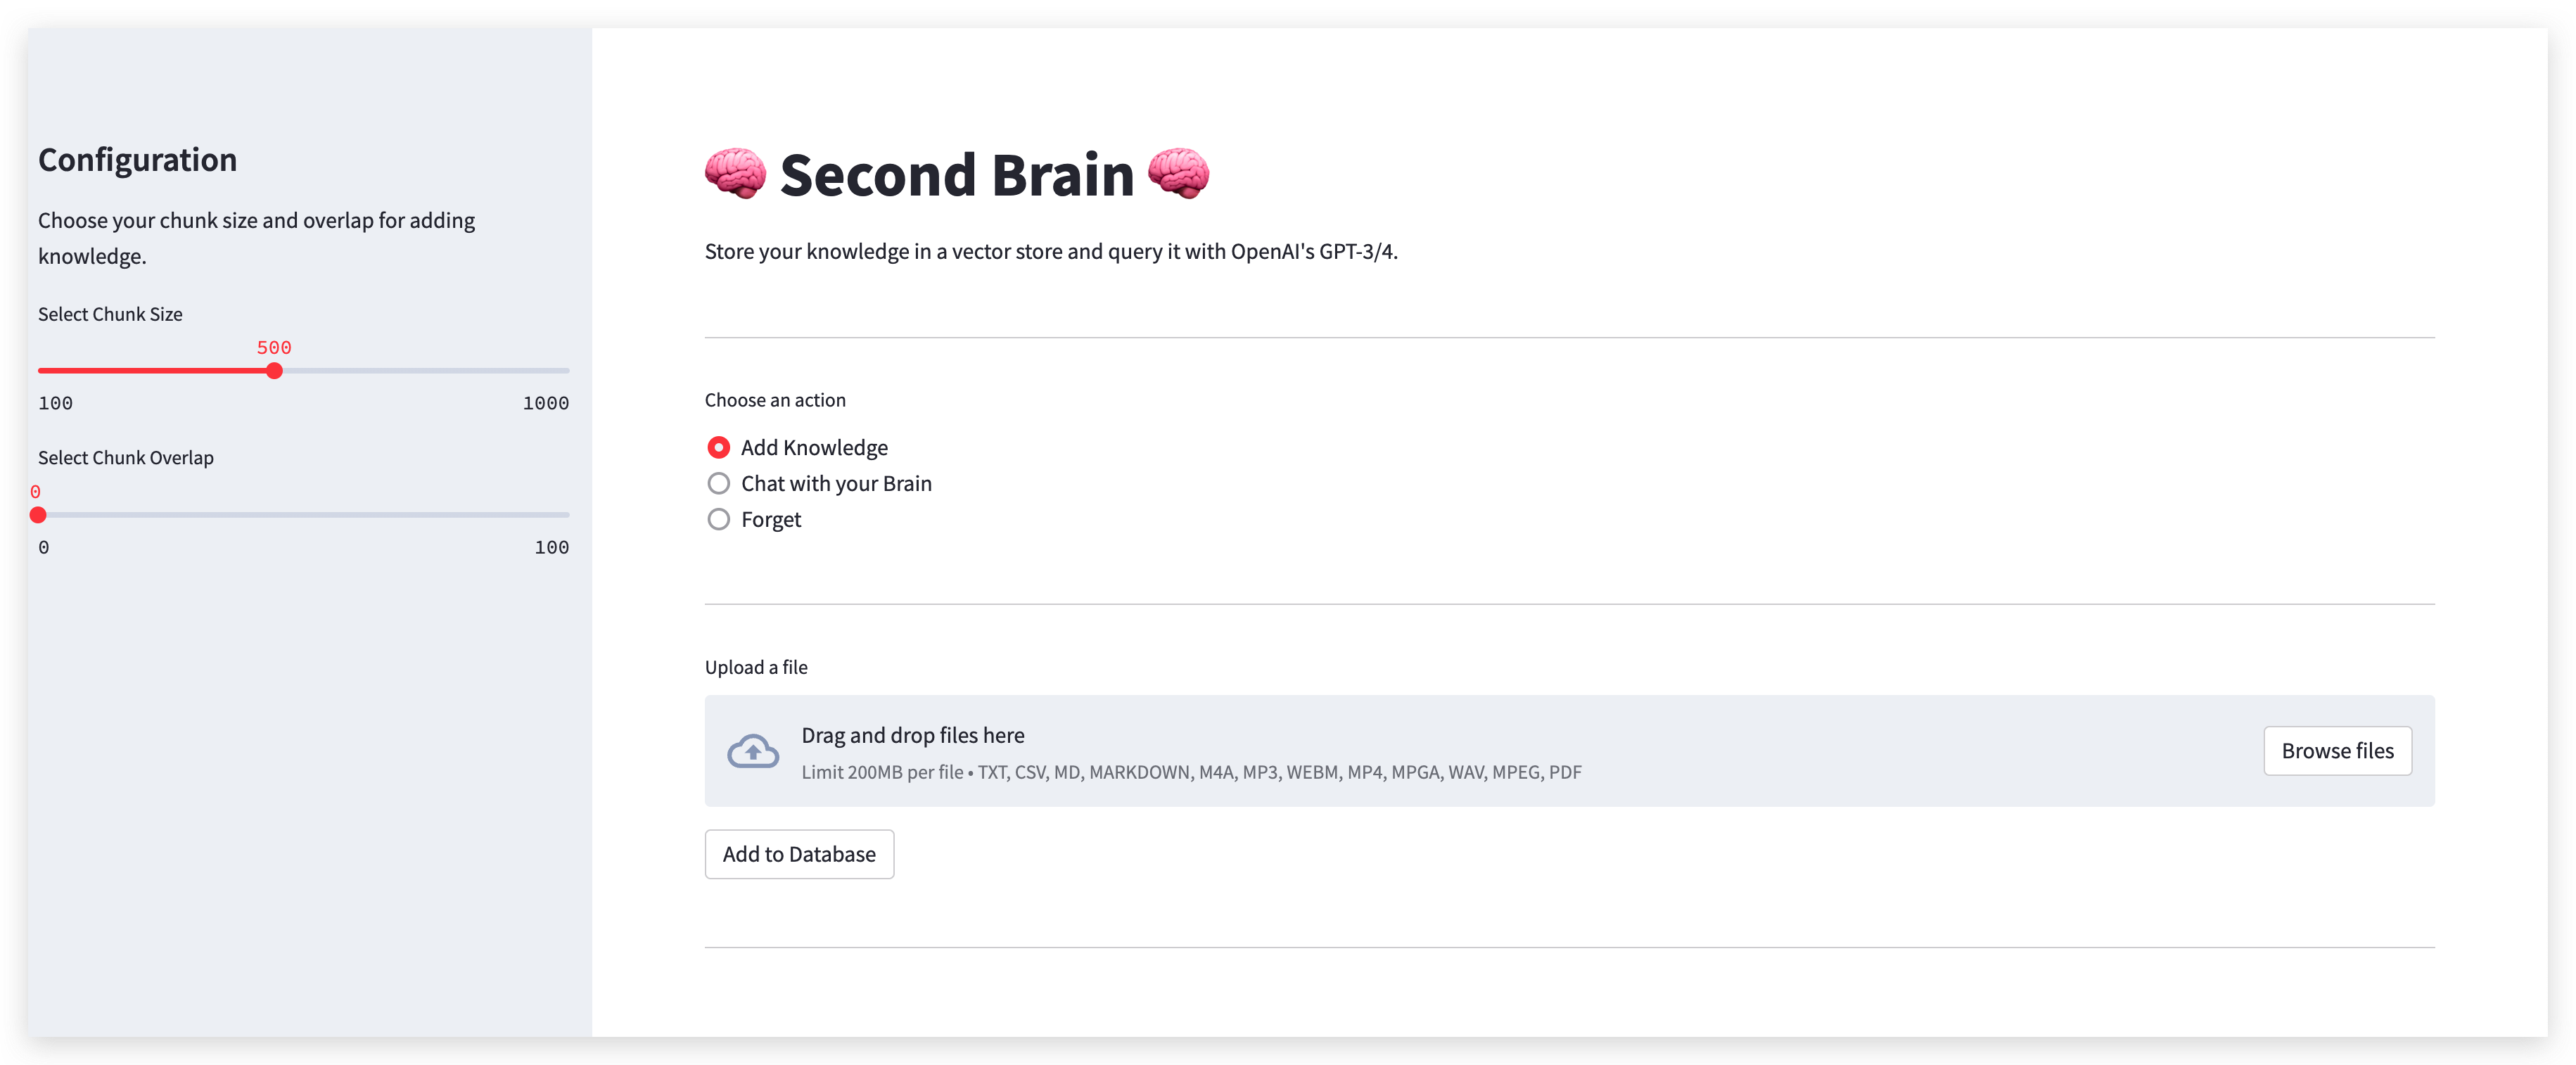 Configuration
Choose your chunk size and overlap for adding
knowledge.
Select Chunk Size
500
100 1000
Select Chunk Overlap
0
0 100
🧠 Second Brain 🧠
Store your knowledge in a vector store and query it with OpenAI's GPT-3/4.
Choose an action
Add Knowledge
Chat with your Brain
Forget
Upload a file
Drag and drop files here
Limit 200MB per file • TXT, CSV, MD, MARKDOWN, M4A, MP3, WEBM, MP4, MPGA, WAV, MPEG, PDF
Browse files
Add to Database